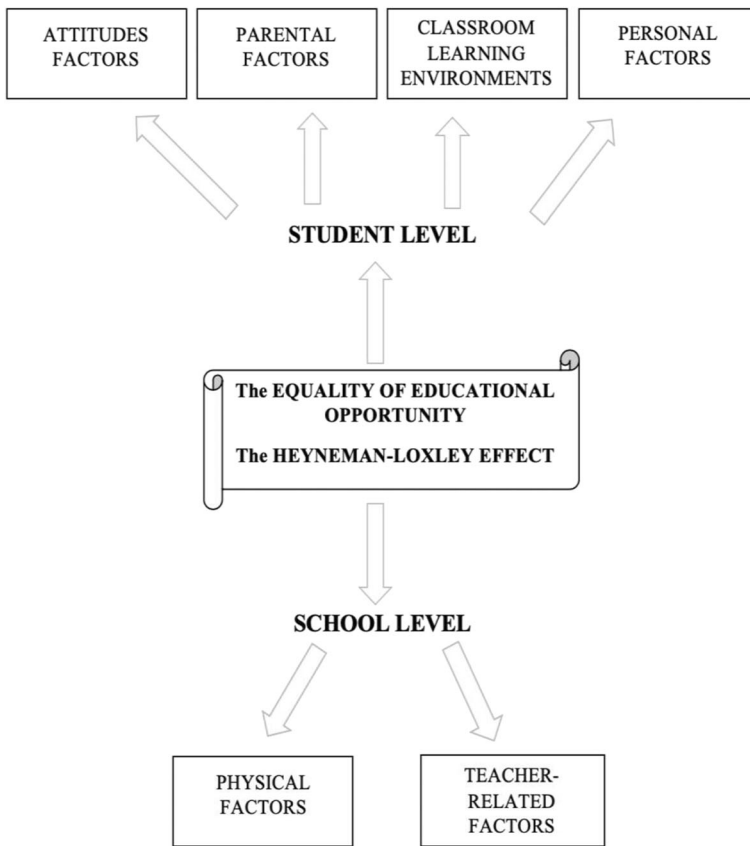 ATTITUDES
FACTORS
PARENTAL
FACTORS
CLASSROOM
LEARNING
ENVIRONMENTS
PERSONAL
FACTORS
STUDENT LEVEL
The EQUALITY OF EDUCATIONAL
OPPORTUNITY
The HEYNEMAN-LOXLEY EFFECT
SCHOOL LEVEL
PHYSICAL
FACTORS
TEACHER-
RELATED
FACTORS